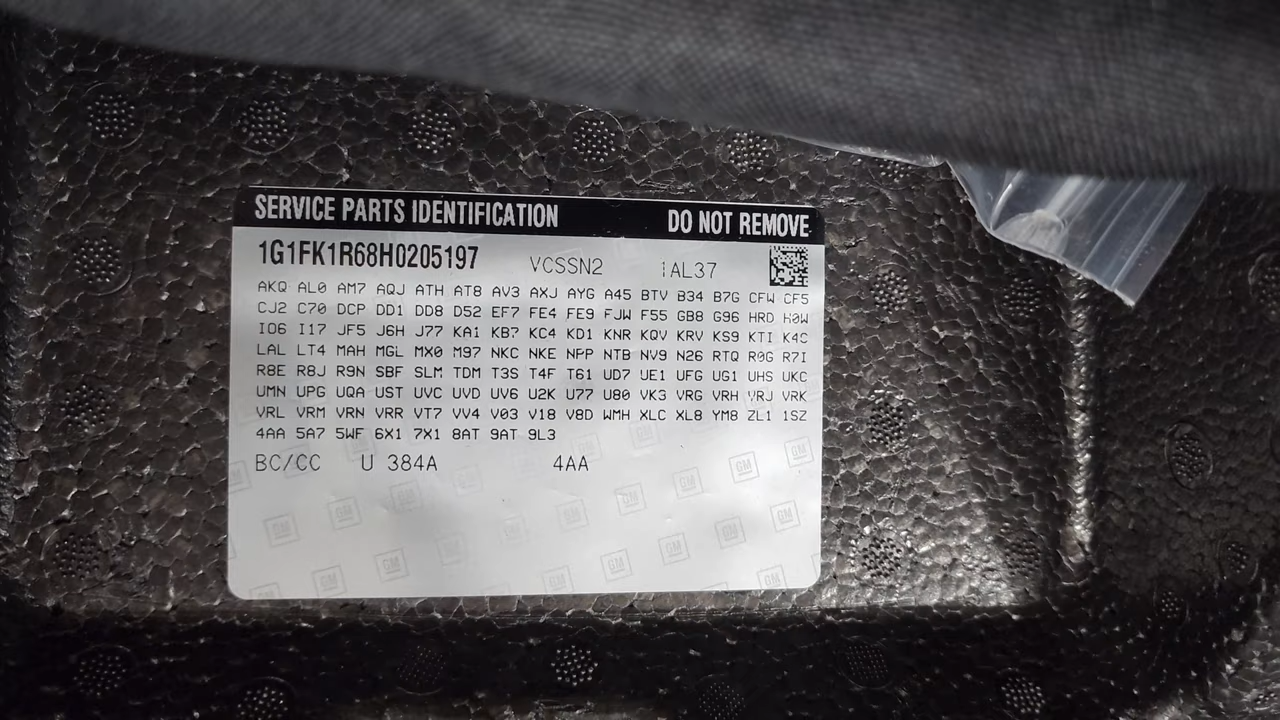 SERVICE PARTS IDENTIFICATION DO NOT REMOVE
1G1FK1R68H0205197 VCSSN2 1AL37
AKQ AL0 AM7 AQJ ATH AT8 AV3 AXJ AYG A45 BTV B34 B7G CFW CF5
CJ2 C70 DCP DD1 DD8 D52 EF7 FE4 FE9 FJW F55 GB8 G96 HRD H0W
IO6 I17 JF5 J6H J77 KA1 KB7 KC4 KD1 KNR KQV KRV KS9 KTI K4C
LAL LT4 MAH MGL MX0 M97 NKC NKE NPP NTB NV9 N26 RTQ R0G R7I
R8E R8J R9N SBF SLM TDM T3S T4F T61 UD7 UE1 UFG UG1 UHS UKC
UMN UPG UQA UST UVC UVD UV6 U2K U77 U80 VK3 VRG VRH VRJ VRK
VRL VRM VRN VRR VT7 VV4 V03 V18 V8D WMH XLC XL8 YM8 ZL1 1SZ
4AA 5A7 5WF 6X1 7X1 8AT 9AT 9L3
BC/CC U 384A 4AA